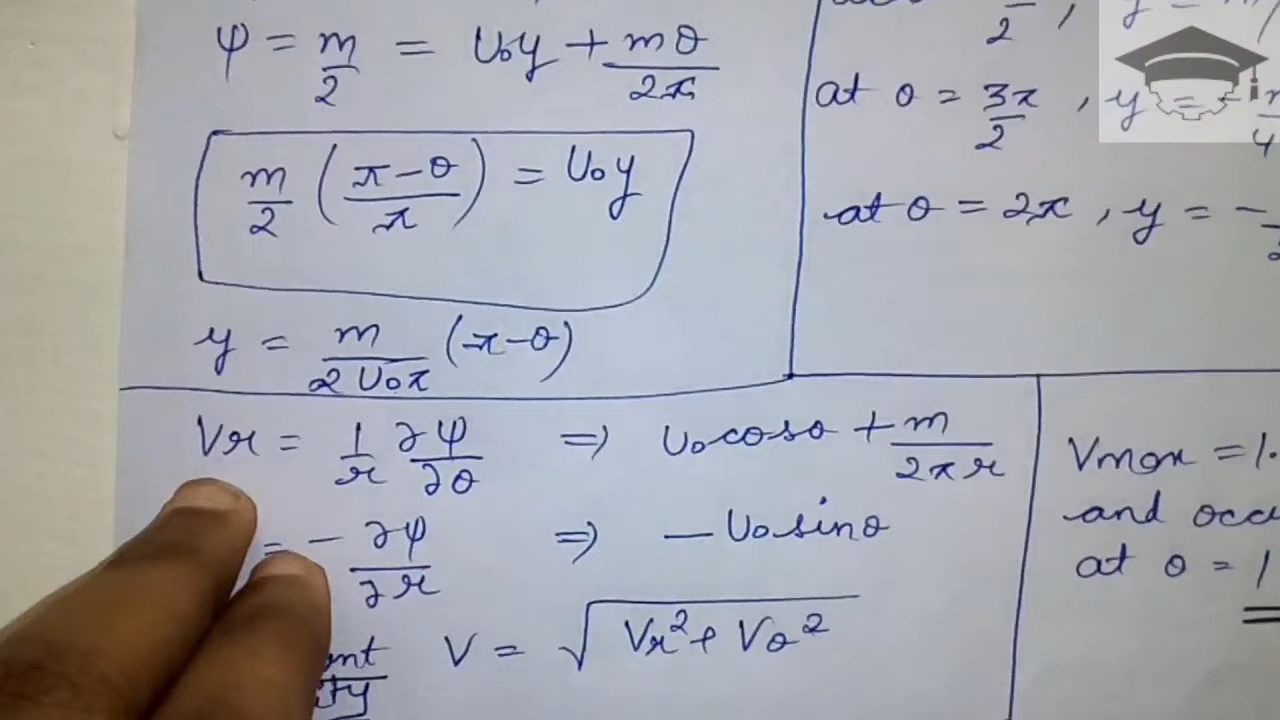 φ = m/2 = U₀y + mθ/2π
m/2 (π-θ/π) = U₀y
y = m/2U₀π (π-θ)
at θ = 3π/2 , y = -
at θ = 2π , y = -
Vr = 1/r ∂φ/∂θ ⇒ U₀cosθ + m/2πr
= - ∂φ/∂r ⇒ - U₀sinθ
V = √Vr² + Vθ²
Vmax = 1.
and occu
at θ = 1